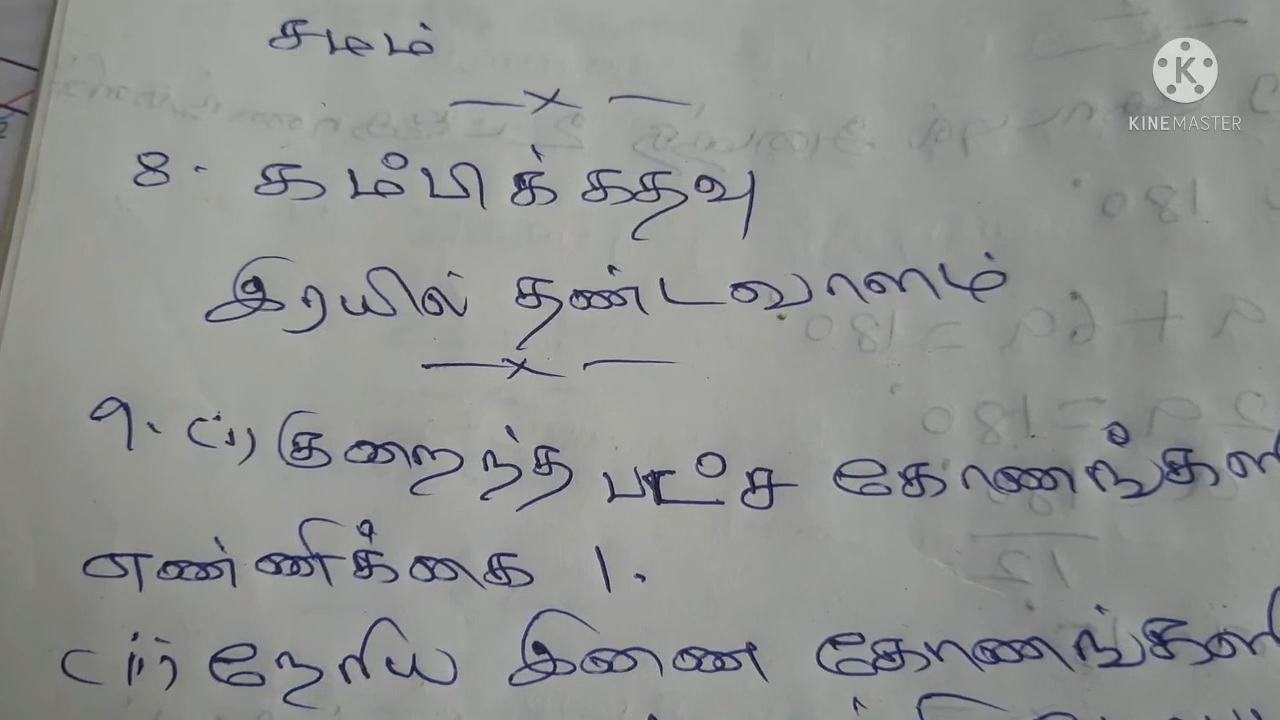 சமம்
8. கம்பிக் கதவு
இரயில் தண்டவாளம்
9. (i) குறைந்த பட்ச கோணங்களி
எண்ணிக்கை 1.
(ii) நேரிய இணை கோணங்களி
KINEMASTER